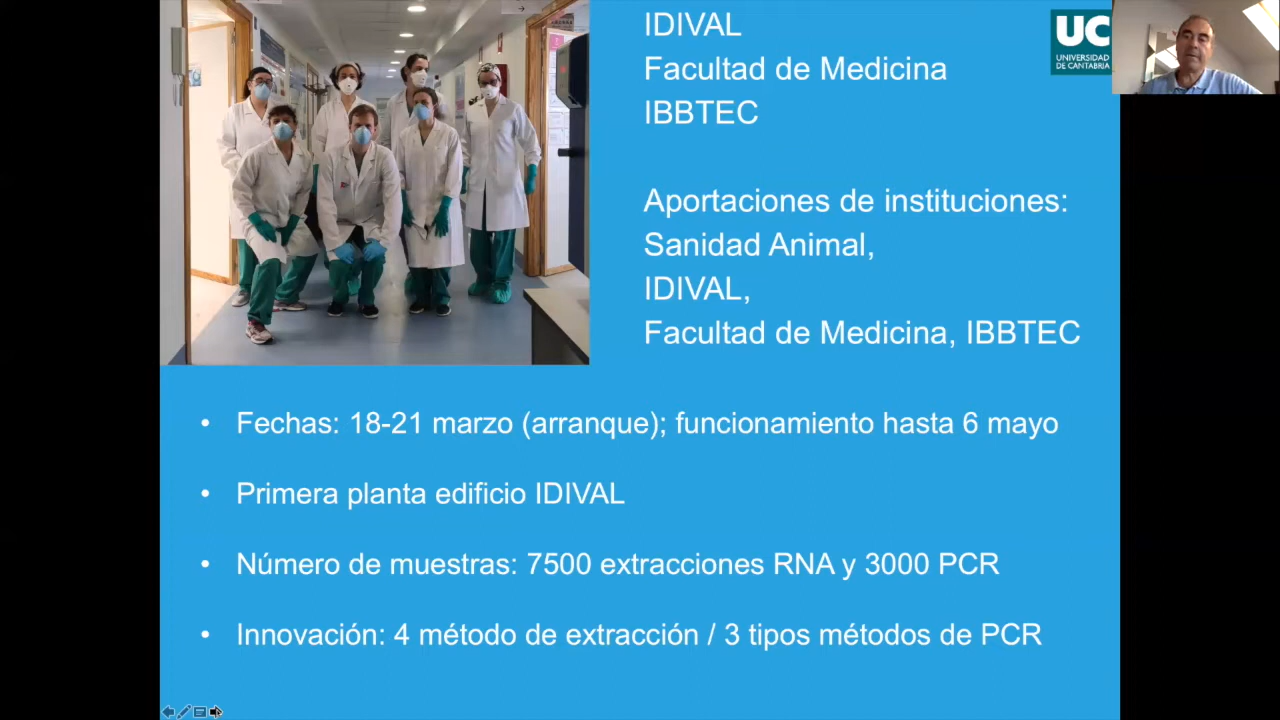 IDIVAL
Facultad de Medicina
IBBTEC
Aportaciones de instituciones:
Sanidad Animal,
IDIVAL,
Facultad de Medicina, IBBTEC
UC
UNIVERSIDAD
DE CANTABRIA
• Fechas: 18-21 marzo (arranque); funcionamiento hasta 6 mayo
• Primera planta edificio IDIVAL
• Número de muestras: 7500 extracciones RNA y 3000 PCR
• Innovación: 4 método de extracción / 3 tipos métodos de PCR